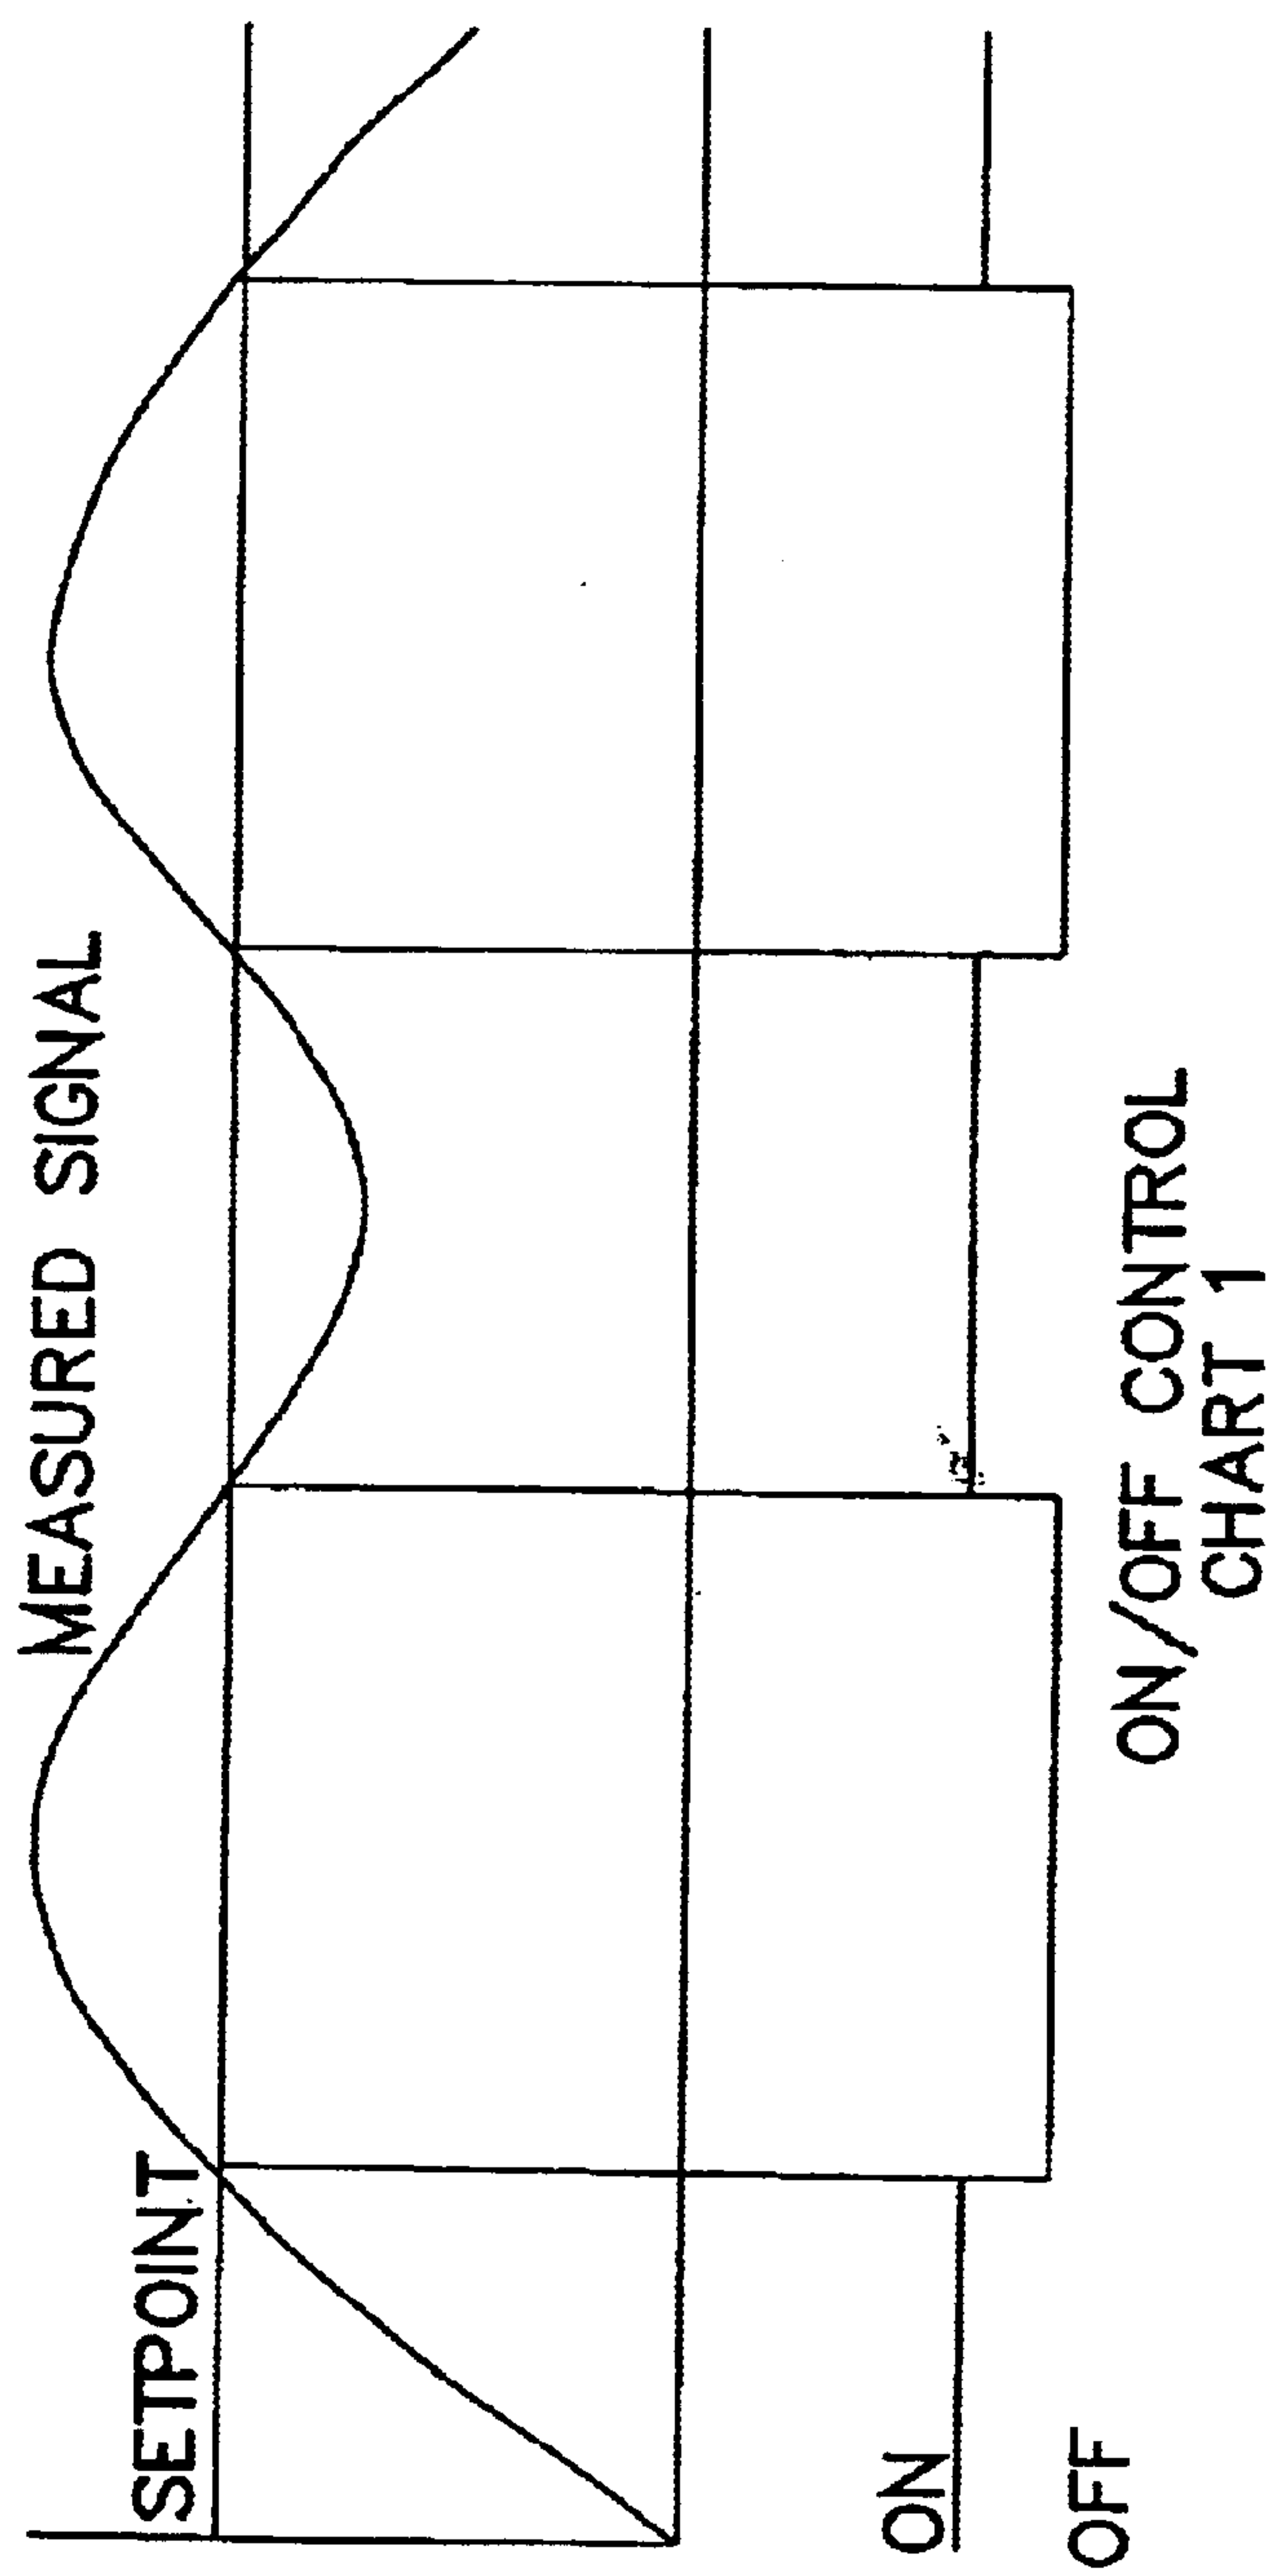 MEASURED SIGNAL
SETPOINT
ON
OFF
ON/OFF CONTROL
CHART 1